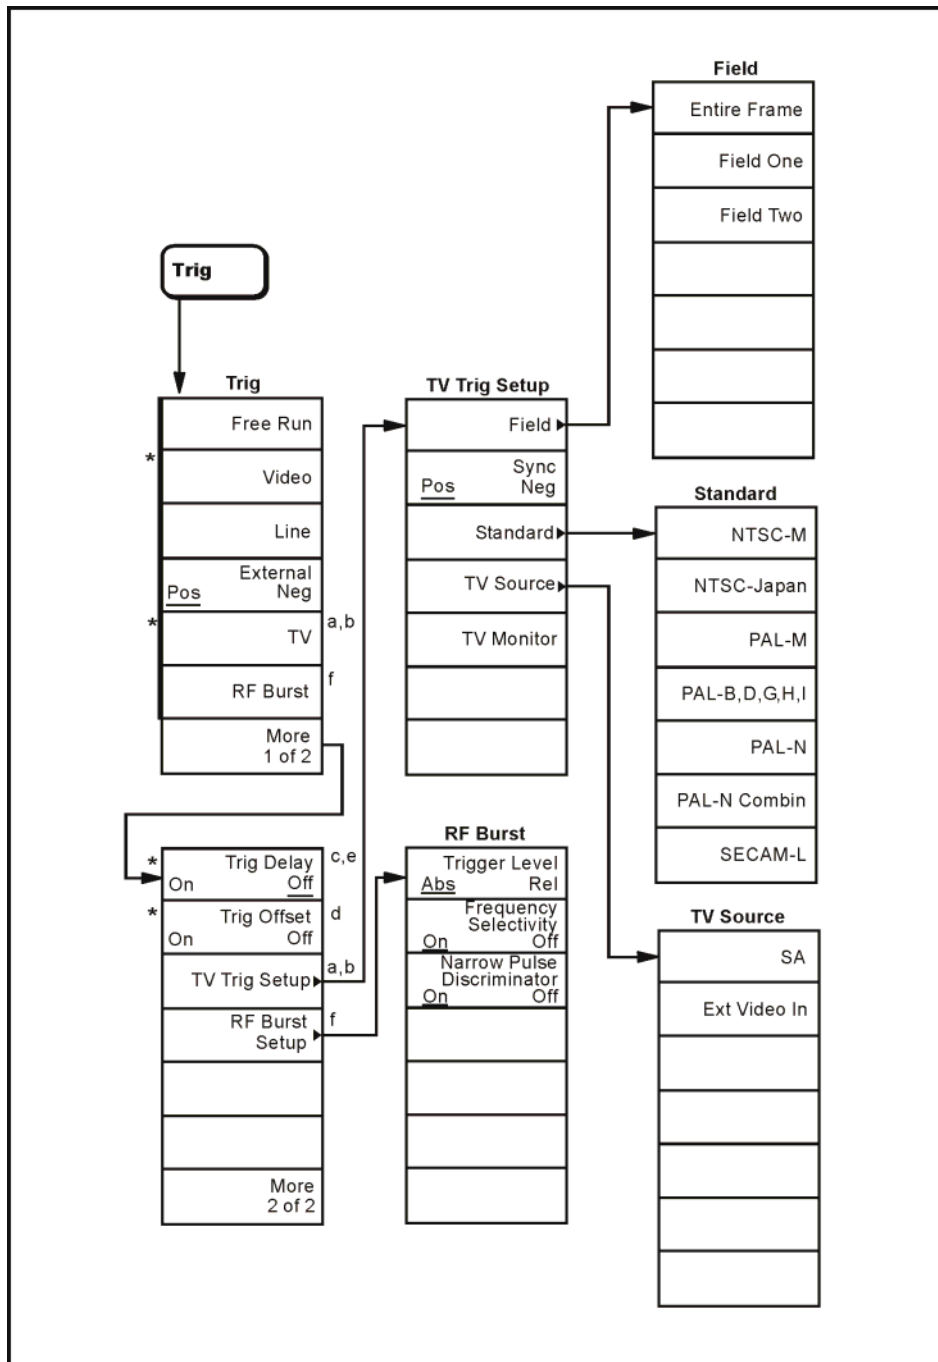 Trig
Trig
Free Run
*
Video
Line
External
Pos Neg
*
TV
a,b
RF Burst
f
More
1 of 2
*
Trig Delay
c,e
On Off
*
Trig Offset
d
On Off
TV Trig Setup
a,b
RF Burst
f
Setup
More
2 of 2
TV Trig Setup
Field
Sync
Pos Neg
Standard
TV Source
TV Monitor
RF Burst
Trigger Level
Abs Rel
Frequency
Selectivity
On Off
Narrow Pulse
Discriminator
On Off
Field
Entire Frame
Field One
Field Two
Standard
NTSC-M
NTSC-Japan
PAL-M
PAL-B,D,G,H,I
PAL-N
PAL-N Combin
SECAM-L
TV Source
SA
Ext Video In